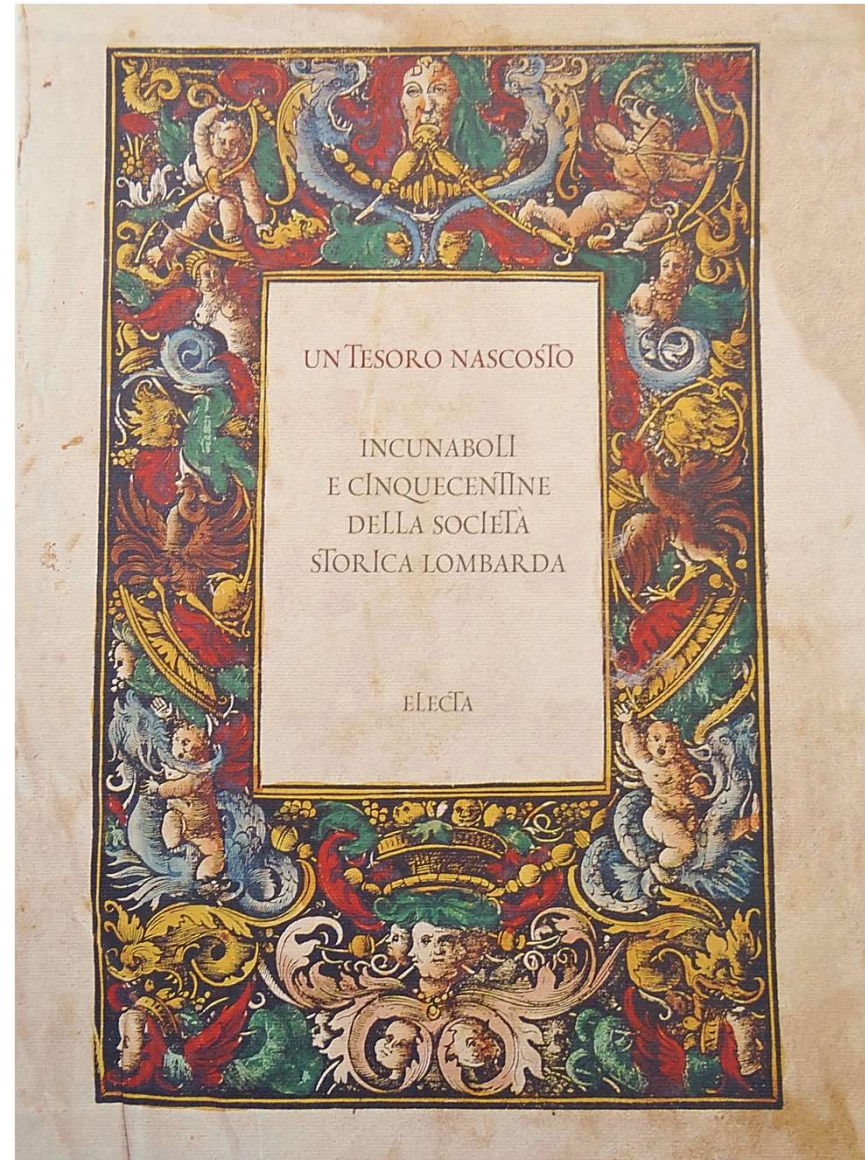 UN TESORO NASCOSTO
INCUNABOLI
E CINQUECENTINE
DELLA SOCIETÀ
STORICA LOMBARDA
ELECTA